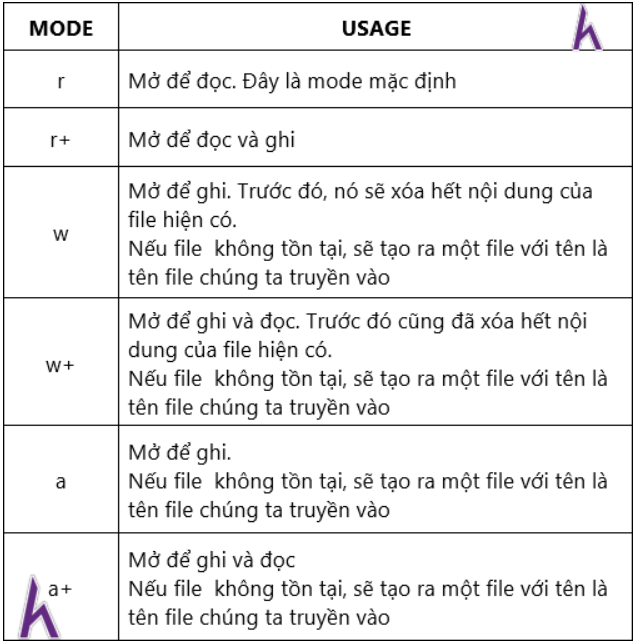 MODE USAGE
r Mở để đọc. Đây là mode mặc định
r+ Mở để đọc và ghi
w Mở để ghi. Trước đó, nó sẽ xóa hết nội dung của
file hiện có.
Nếu file không tồn tại, sẽ tạo ra một file với tên là
tên file chúng ta truyền vào
w+ Mở để ghi và đọc. Trước đó cũng đã xóa hết nội
dung của file hiện có.
Nếu file không tồn tại, sẽ tạo ra một file với tên là
tên file chúng ta truyền vào
a Mở để ghi.
Nếu file không tồn tại, sẽ tạo ra một file với tên là
tên file chúng ta truyền vào
a+ Mở để ghi và đọc
Nếu file không tồn tại, sẽ tạo ra một file với tên là
tên file chúng ta truyền vào